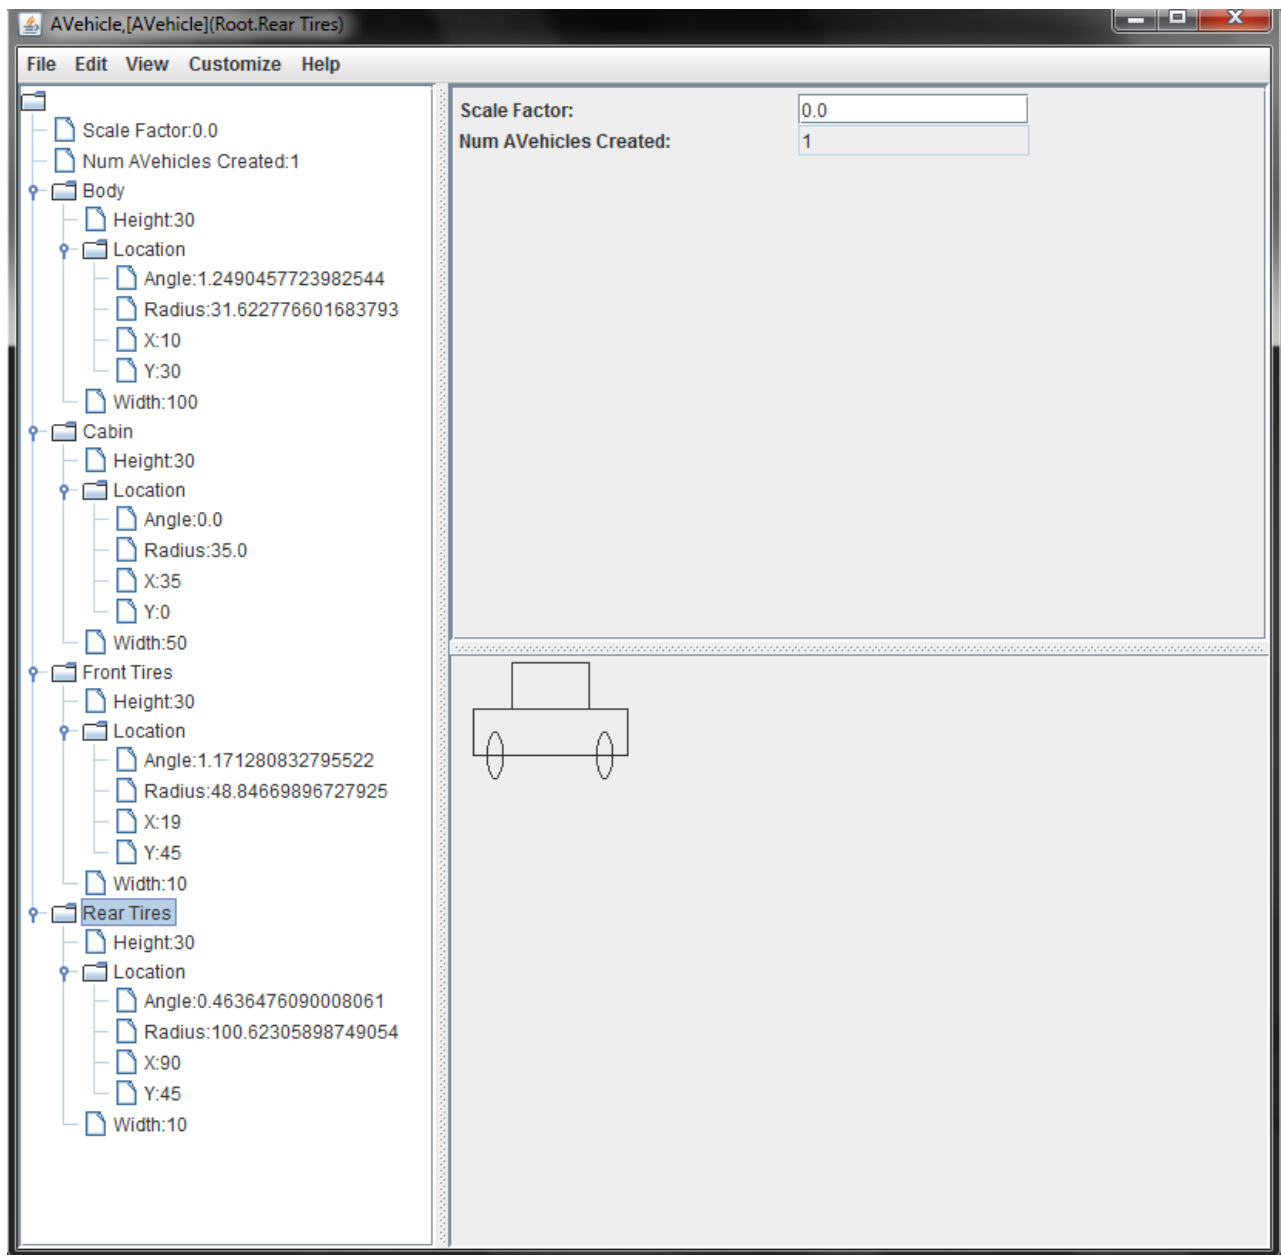 AVehicle,[AVehicle](Root.Rear Tires)
File Edit View Customize Help
Scale Factor:0.0
Num AVehicles Created:1
Body
Height:30
Location
Angle:1.2490457723982544
Radius:31.622776601683793
X:10
Y:30
Width:100
Cabin
Height:30
Location
Angle:0.0
Radius:35.0
X:35
Y:0
Width:50
Front Tires
Height:30
Location
Angle:1.171280832795522
Radius:48.84669896727925
X:19
Y:45
Width:10
Rear Tires
Height:30
Location
Angle:0.4636476090008061
Radius:100.62305898749054
X:90
Y:45
Width:10
Scale Factor: 0.0
Num AVehicles Created: 1